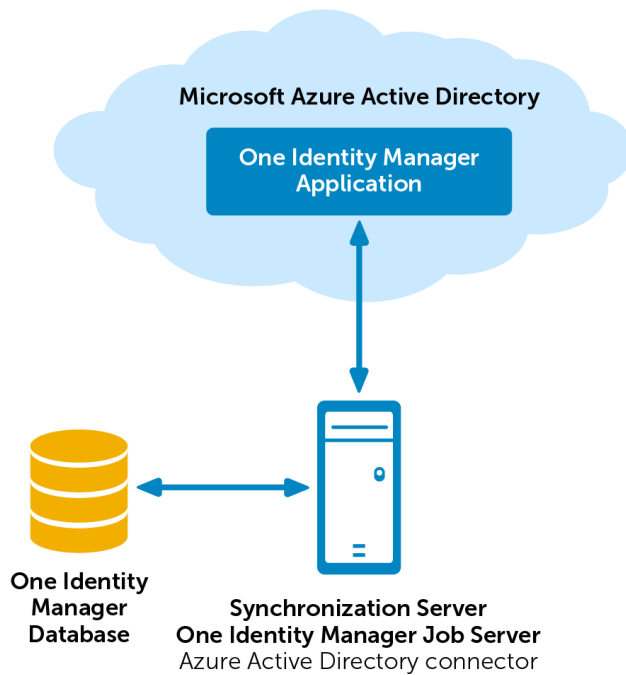 Microsoft Azure Active Directory
One Identity Manager
Application
One Identity
Manager
Database
Synchronization Server
One Identity Manager Job Server
Azure Active Directory connector